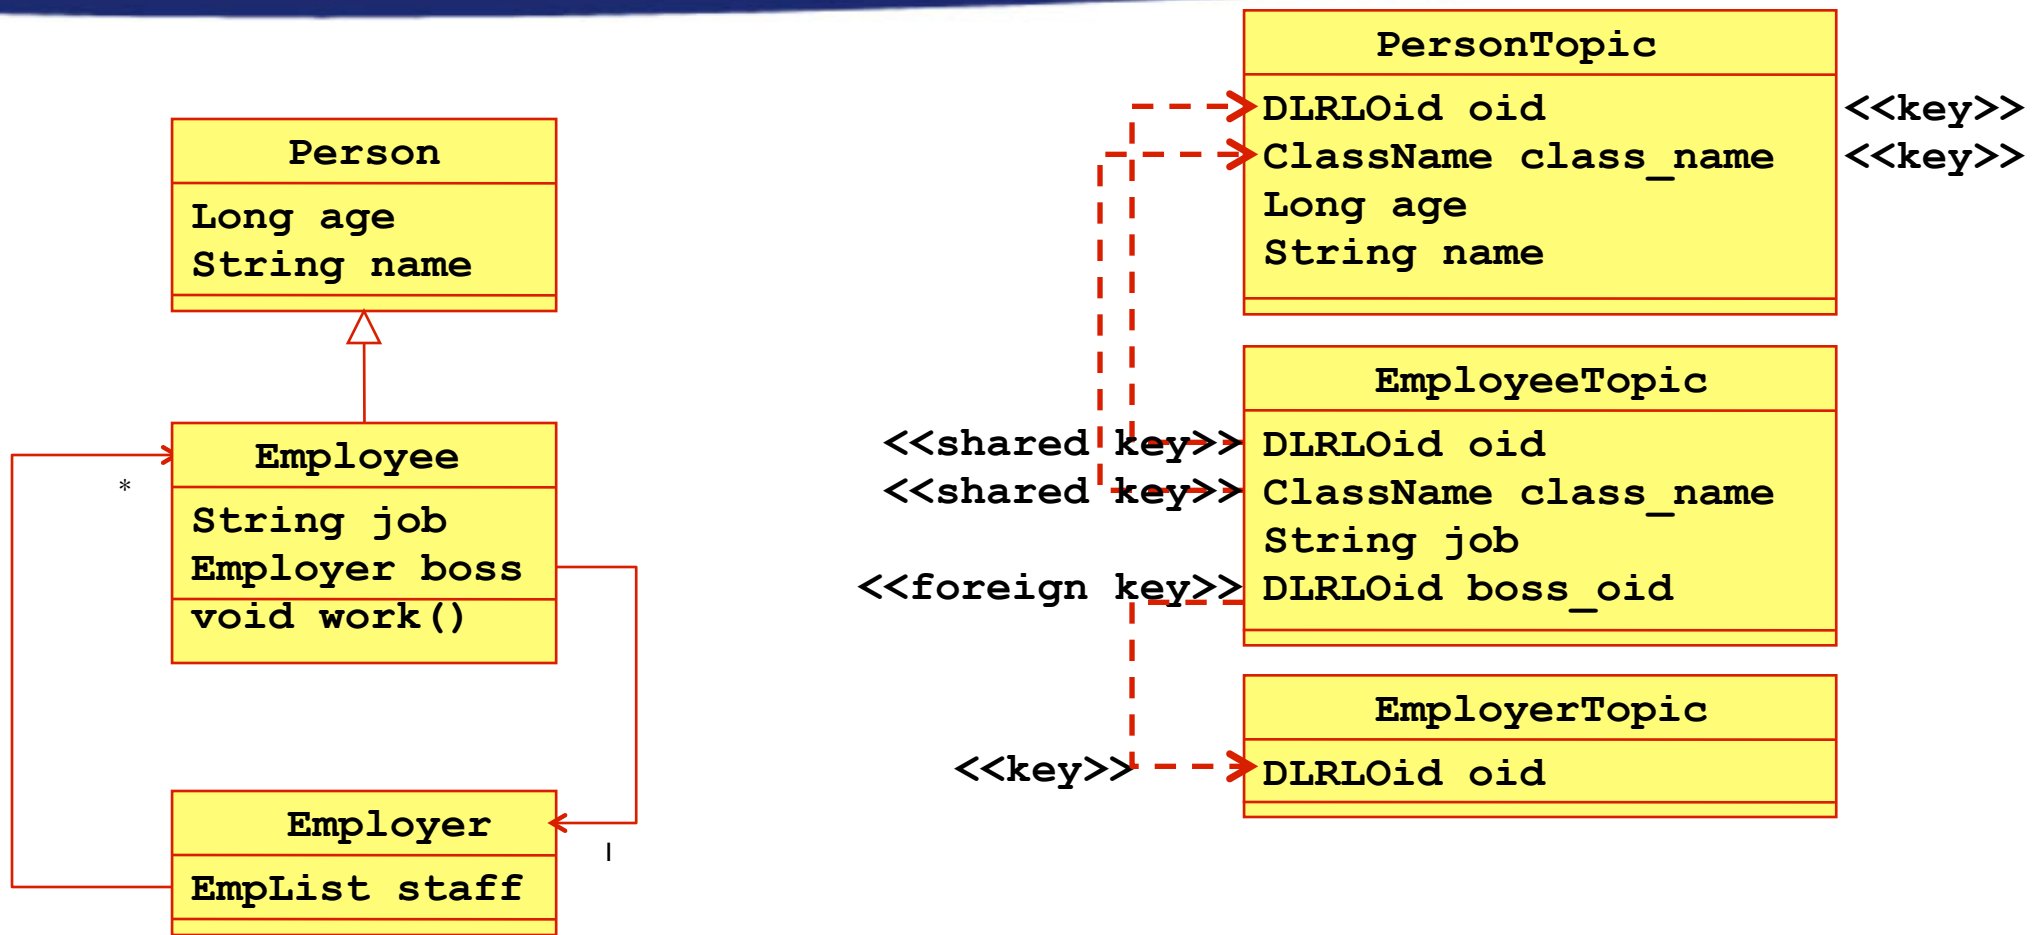 Person
Long age
String name
Employee
*
String job
Employer boss
void work()
Employer
1
EmpList staff
PersonTopic
DLRLOid oid <<key>>
ClassName class_name <<key>>
Long age
String name
EmployeeTopic
<<shared key>> DLRLOid oid
<<shared key>> ClassName class_name
String job
<<foreign key>> DLRLOid boss_oid
EmployerTopic
<<key>> DLRLOid oid